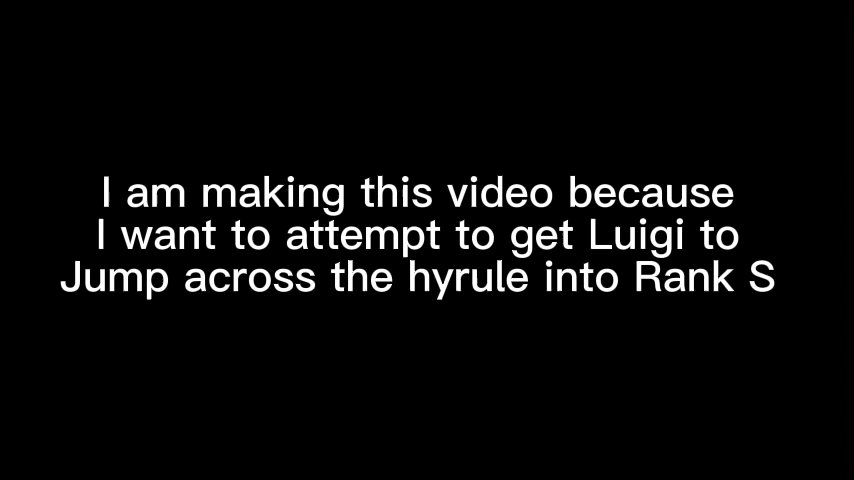 I am making this video because
I want to attempt to get Luigi to
Jump across the hyrule into Rank S